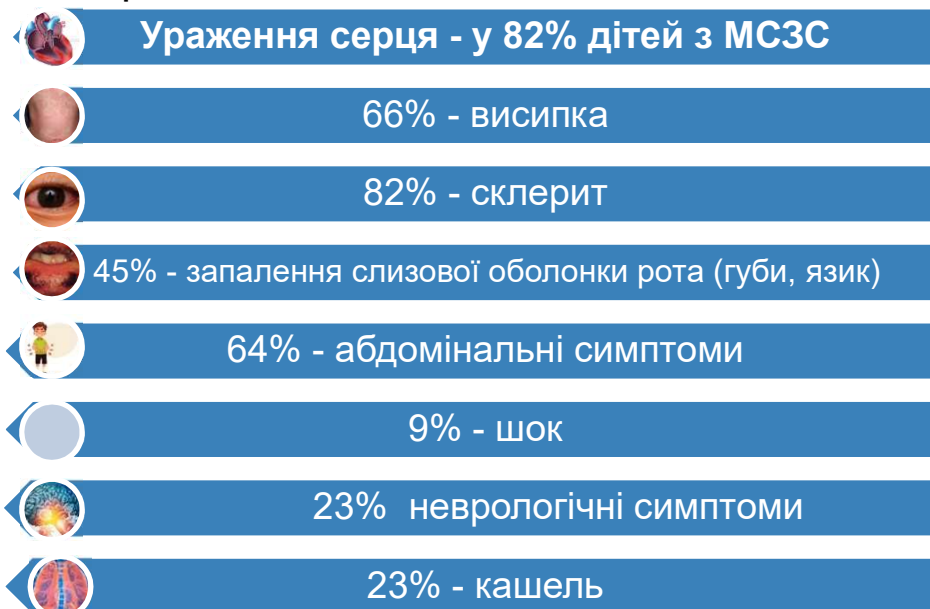 Ураження серця - у 82% дітей з МСЗС
66% - висипка
82% - склерит
45% - запалення слизової оболонки рота (губи, язик)
64% - абдомінальні симптоми
9% - шок
23% неврологічні симптоми
23% - кашель